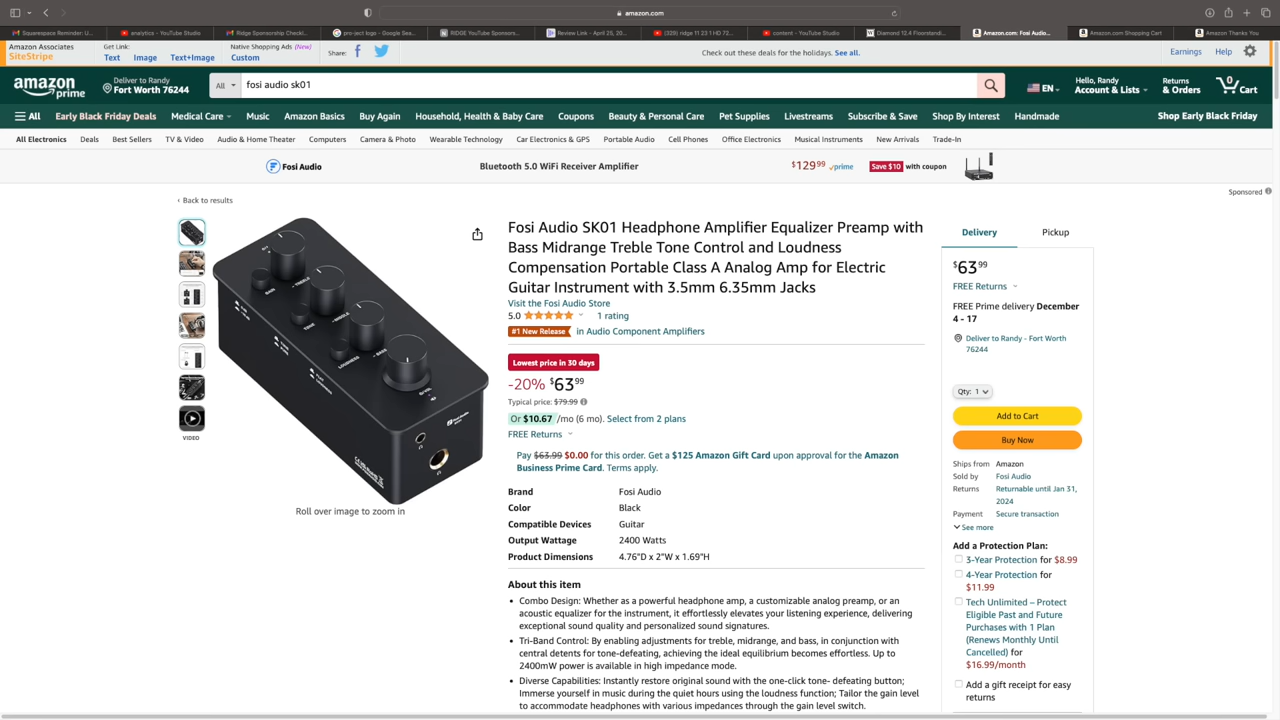 amazon.com
Squarespace Reminder: U...
analytics - YouTube Studio
Ridge Sponsorship Checki...
pro-ject logo - Google Sea...
RIDGE YouTube Sponsors...
Review Link - April 25, 20...
(339) ridge 11 23 1 HD 72...
content - YouTube Studio
Diamond 12.4 Floorstandi...
Amazon.com: Fosi Audio...
Amazon.com Shopping Cart
Amazon Thanks You
Amazon Associates
SiteStripe
Get Link:
Text
Image
Text+Image
Native Shopping Ads (New)
Custom
Share:
Check out these deals for the holidays. See all.
Earnings
Help
amazon
prime
Deliver to Randy
Fort Worth 76244
All
fosi audio sk01
EN
Hello, Randy
Account & Lists
Returns
& Orders
0
Cart
All
Early Black Friday Deals
Medical Care
Music
Amazon Basics
Buy Again
Household, Health & Baby Care
Coupons
Beauty & Personal Care
Pet Supplies
Livestreams
Subscribe & Save
Shop By Interest
Handmade
Shop Early Black Friday
All Electronics
Deals
Best Sellers
TV & Video
Audio & Home Theater
Computers
Camera & Photo
Wearable Technology
Car Electronics & GPS
Portable Audio
Cell Phones
Office Electronics
Musical Instruments
New Arrivals
Trade-In
Fosi Audio
Bluetooth 5.0 WiFi Receiver Amplifier
$129.99 prime
Save $10 with coupon
Sponsored
‹ Back to results
VIDEO
GAIN
TREBLE
TONE
MIDDLE
LOUDNESS
BASS
Fosi Audio
Roll over image to zoom in
Fosi Audio SK01 Headphone Amplifier Equalizer Preamp with
Bass Midrange Treble Tone Control and Loudness
Compensation Portable Class A Analog Amp for Electric
Guitar Instrument with 3.5mm 6.35mm Jacks
Visit the Fosi Audio Store
5.0
1 rating
#1 New Release
in Audio Component Amplifiers
Lowest price in 30 days
-20% $63.99
Typical price: $79.99
Or $10.67 /mo (6 mo). Select from 2 plans
FREE Returns
Pay $63.99 $0.00 for this order. Get a $125 Amazon Gift Card upon approval for the Amazon
Business Prime Card. Terms apply.
Brand Fosi Audio
Color Black
Compatible Devices Guitar
Output Wattage 2400 Watts
Product Dimensions 4.76"D x 2"W x 1.69"H
About this item
• Combo Design: Whether as a powerful headphone amp, a customizable analog preamp, or an
acoustic equalizer for the instrument, it effortlessly elevates your listening experience, delivering
exceptional sound quality and personalized sound signatures.
• Tri-Band Control: By enabling adjustments for treble, midrange, and bass, in conjunction with
central detents for tone-defeating, achieving the ideal equilibrium becomes effortless. Up to
2400mW power is available in high impedance mode.
• Diverse Capabilities: Instantly restore original sound with the one-click tone- defeating button;
Immerse yourself in music during the quiet hours using the loudness function; Tailor the gain level
to accommodate headphones with various impedances through the gain level switch.
Delivery
Pickup
$63.99
FREE Returns
FREE Prime delivery December
4 - 17
Deliver to Randy - Fort Worth
76244
Qty: 1
Add to Cart
Buy Now
Ships from Amazon
Sold by Fosi Audio
Returns Returnable until Jan 31,
2024
Payment Secure transaction
See more
Add a Protection Plan:
3-Year Protection for $8.99
4-Year Protection for
$11.99
Tech Unlimited – Protect
Eligible Past and Future
Purchases with 1 Plan
(Renews Monthly Until
Cancelled) for
$16.99/month
Add a gift receipt for easy
returns